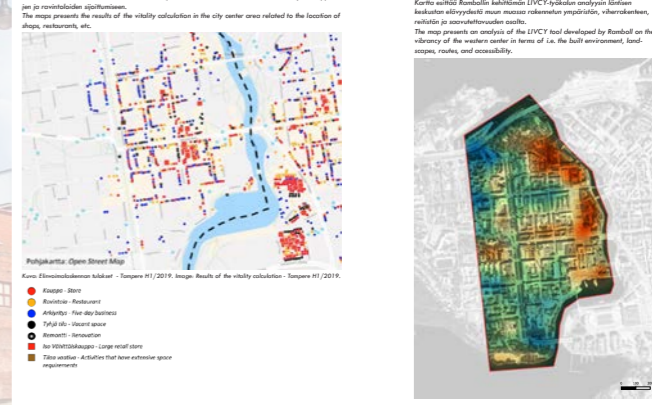 jen ja ravintoloiden sijoittumiseen.
The maps presents the results of the vitality calculation in the city center area related to the location of
shops, restaurants, etc.
Pohjakartta: Open Street Map
Kuva: Elinvoimalaskennan tulokset - Tampere H1/2019. Image: Results of the vitality calculation - Tampere H1/2019.
Kauppa - Store
Ravintola - Restaurant
Arkiyritys - Five-day business
Tyhjä tila - Vacant space
Remontti - Renovation
Iso Vähittäiskauppa - Large retail store
Tilaa vaativa - Activities that have extensive space
requirements
Kartta esittää Rambollin kehittämän LIVCY-työkalun analyysin läntisen
keskustan elävyydestä muun muassa rakennetun ympäristön, viherrakenteen,
reitistön ja saavutettavuuden osalta.
The map presents an analysis of the LIVCY tool developed by Ramboll on the
vibrancy of the western center in terms of i.e. the built environment, land-
scapes, routes, and accessibility.